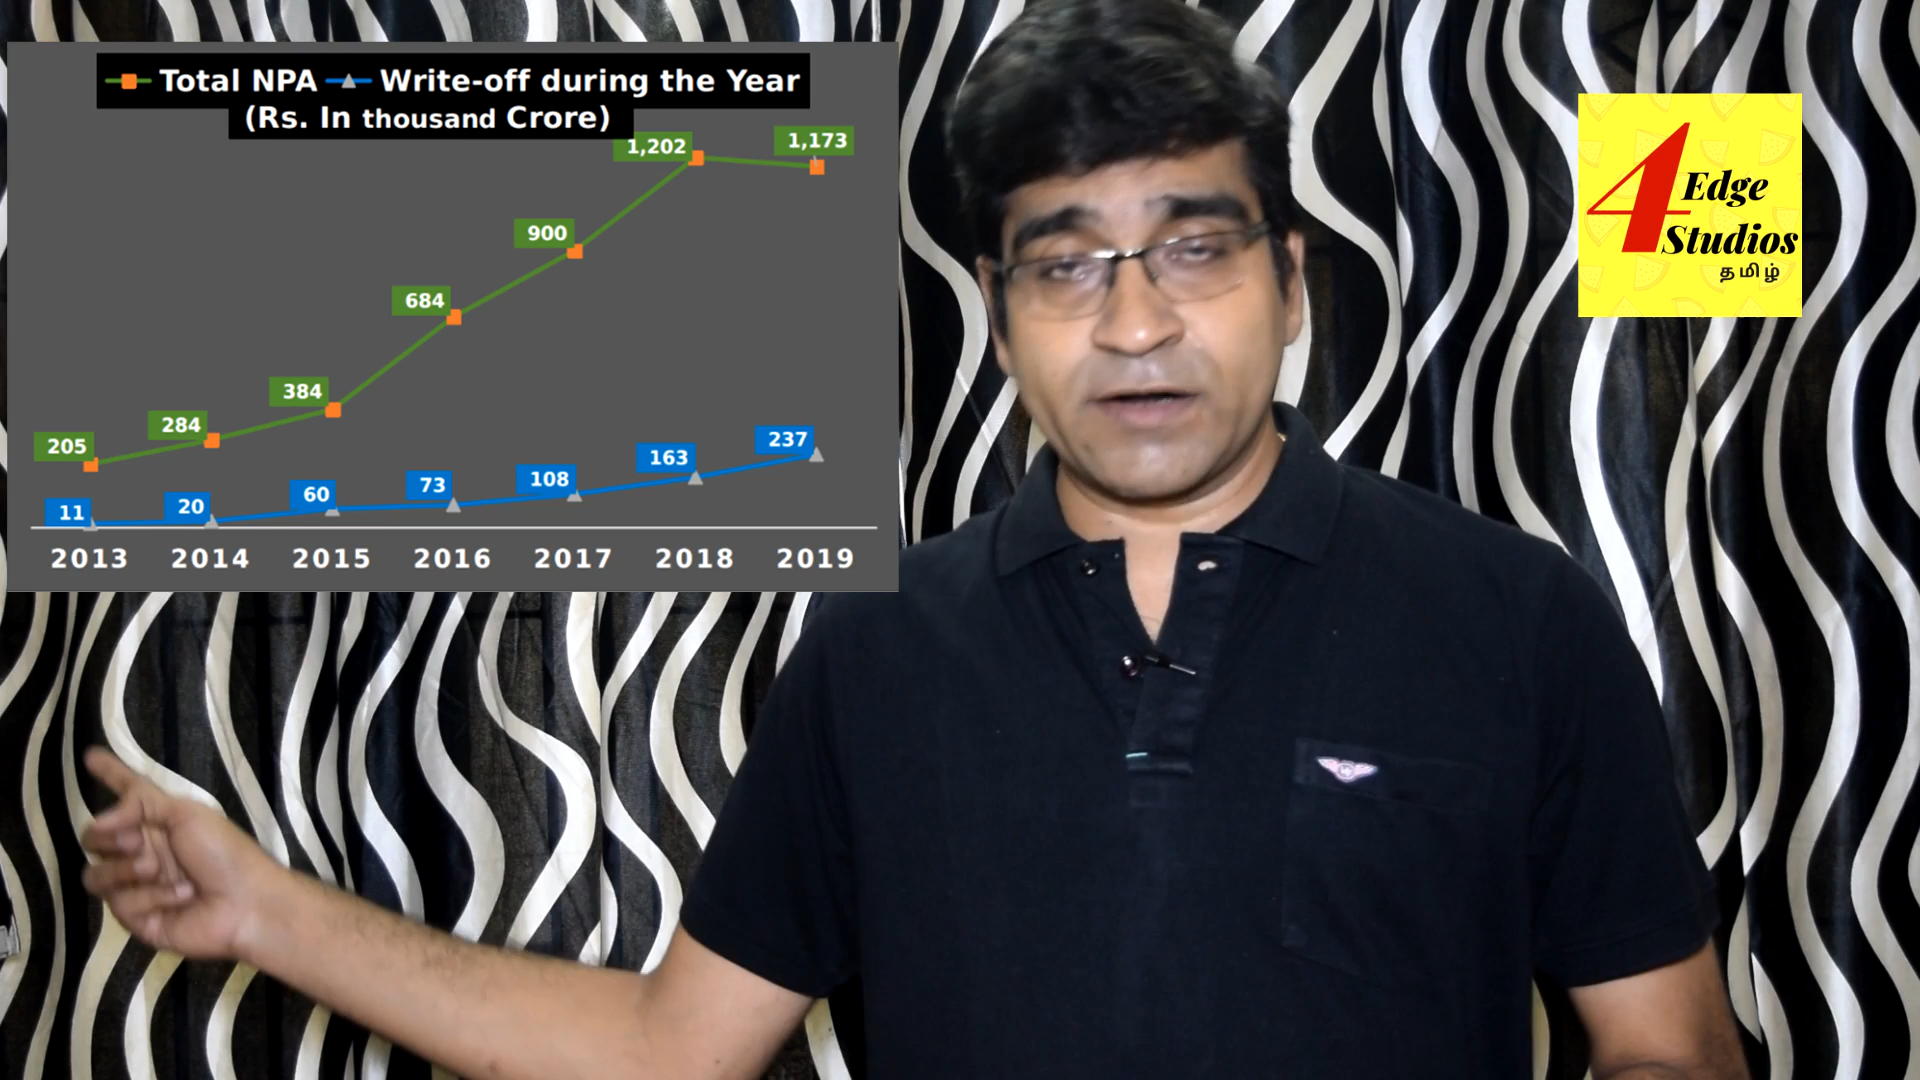 Total NPA Write-off during the Year
(Rs. In thousand Crore)
1,202
1,173
900
684
384
284
205
237
163
108
73
60
20
11
2013 2014 2015 2016 2017 2018 2019
4 Edge
Studios
தமிழ்